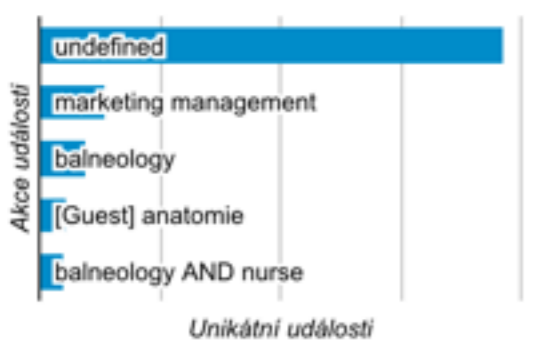 undefined
marketing management
balneology
[Guest] anatomie
balneology AND nurse
Akce události
Unikátní události